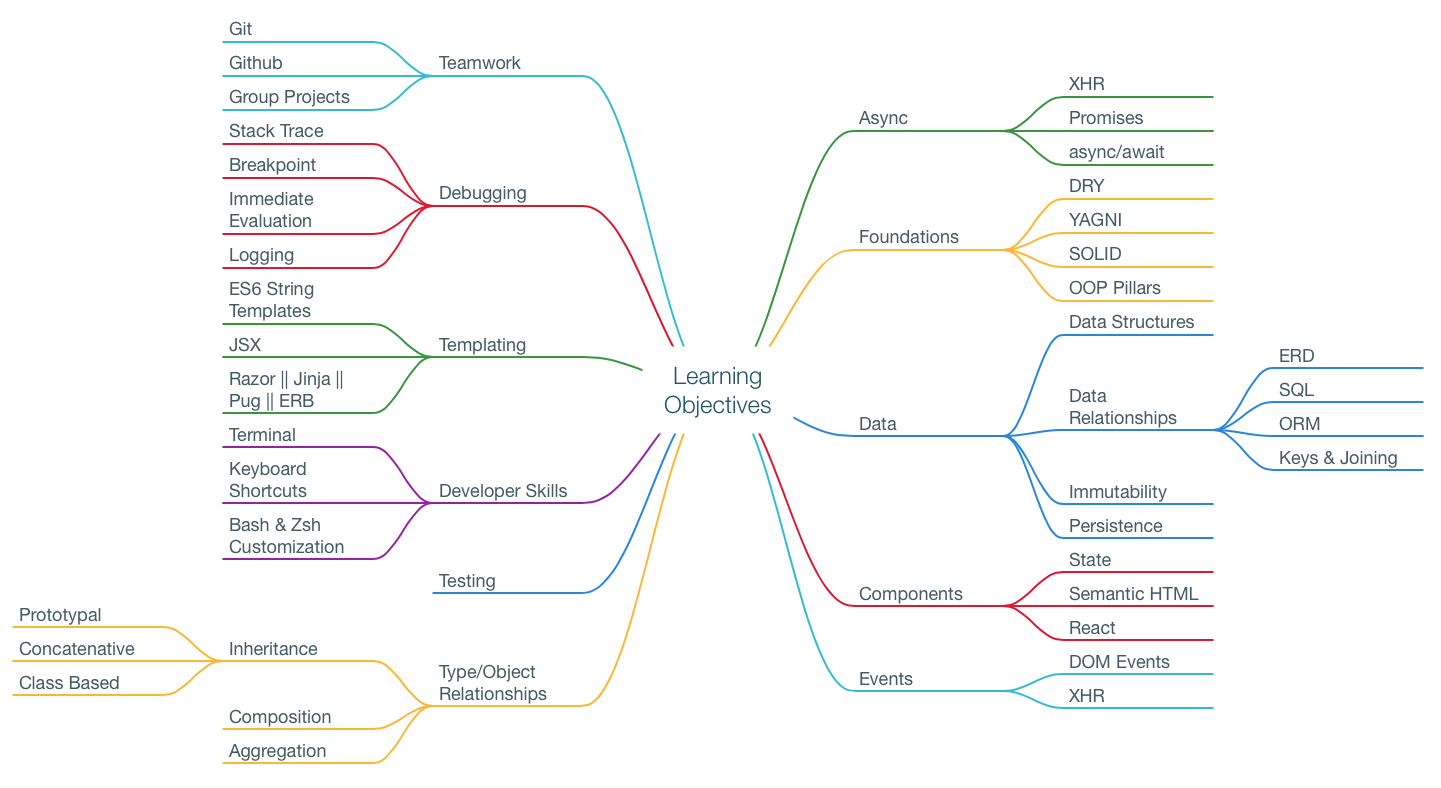 Learning
Objectives
Teamwork
Git
Github
Group Projects
Debugging
Stack Trace
Breakpoint
Immediate
Evaluation
Logging
Templating
ES6 String
Templates
JSX
Razor || Jinja ||
Pug || ERB
Developer Skills
Terminal
Keyboard
Shortcuts
Bash & Zsh
Customization
Testing
Type/Object
Relationships
Inheritance
Prototypal
Concatenative
Class Based
Composition
Aggregation
Async
XHR
Promises
async/await
Foundations
DRY
YAGNI
SOLID
OOP Pillars
Data
Data Structures
Data
Relationships
ERD
SQL
ORM
Keys & Joining
Immutability
Persistence
Components
State
Semantic HTML
React
Events
DOM Events
XHR